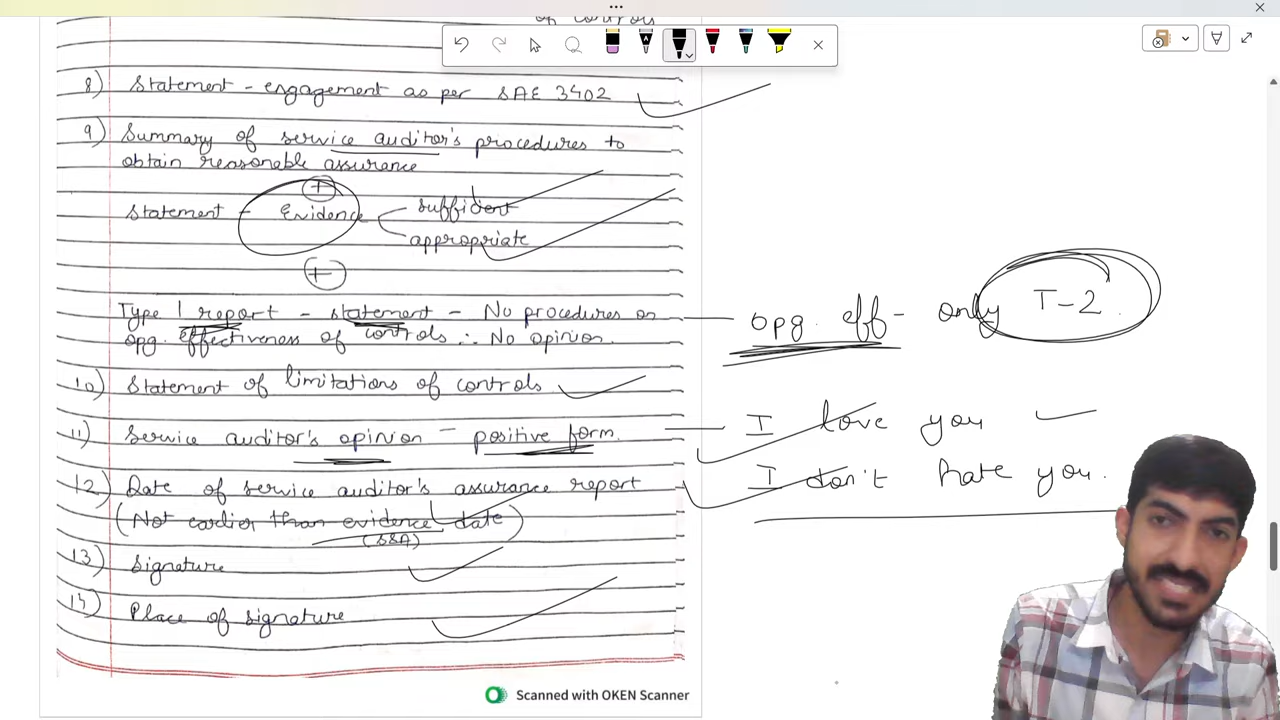 of controls
8) Statement - engagement as per SAE 3402
9) Summary of service auditor's procedures to
obtain reasonable assurance
+
Statement - Evidence sufficient
appropriate
+
Type 1 report - statement - No procedures on
opg. effectiveness of controls ∴ No opinion.
opg. eff - only T-2
10) Statement of limitations of controls
11) Service auditor's opinion - positive form.
I love you
12) Date of service auditor's assurance report
I don't hate you.
(Not earlier than evidence date)
(S&A)
13) Signature
14) Place of signature
Scanned with OKEN Scanner